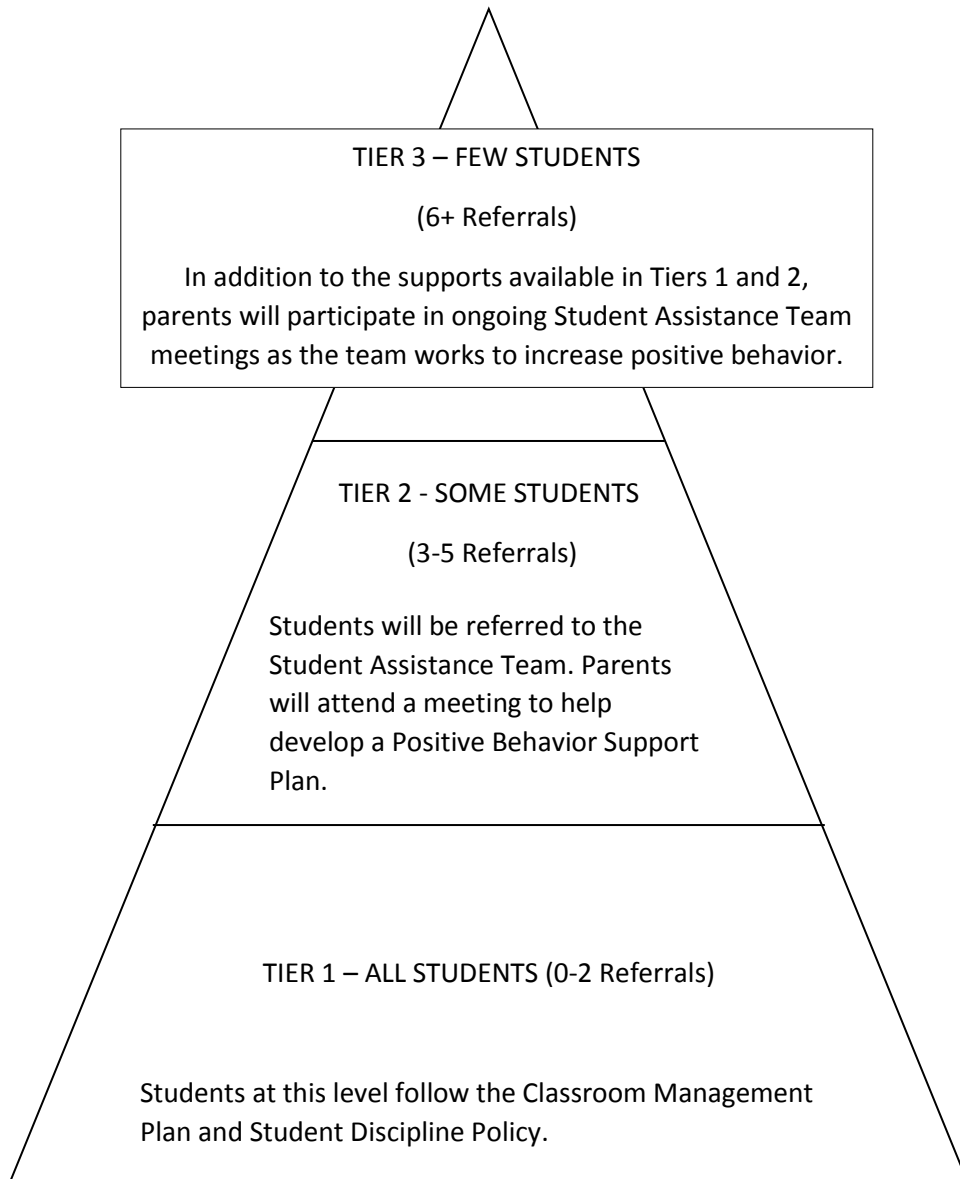 TIER 3 – FEW STUDENTS
(6+ Referrals)
In addition to the supports available in Tiers 1 and 2,
parents will participate in ongoing Student Assistance Team
meetings as the team works to increase positive behavior.
TIER 2 - SOME STUDENTS
(3-5 Referrals)
Students will be referred to the
Student Assistance Team. Parents
will attend a meeting to help
develop a Positive Behavior Support
Plan.
TIER 1 – ALL STUDENTS (0-2 Referrals)
Students at this level follow the Classroom Management
Plan and Student Discipline Policy.